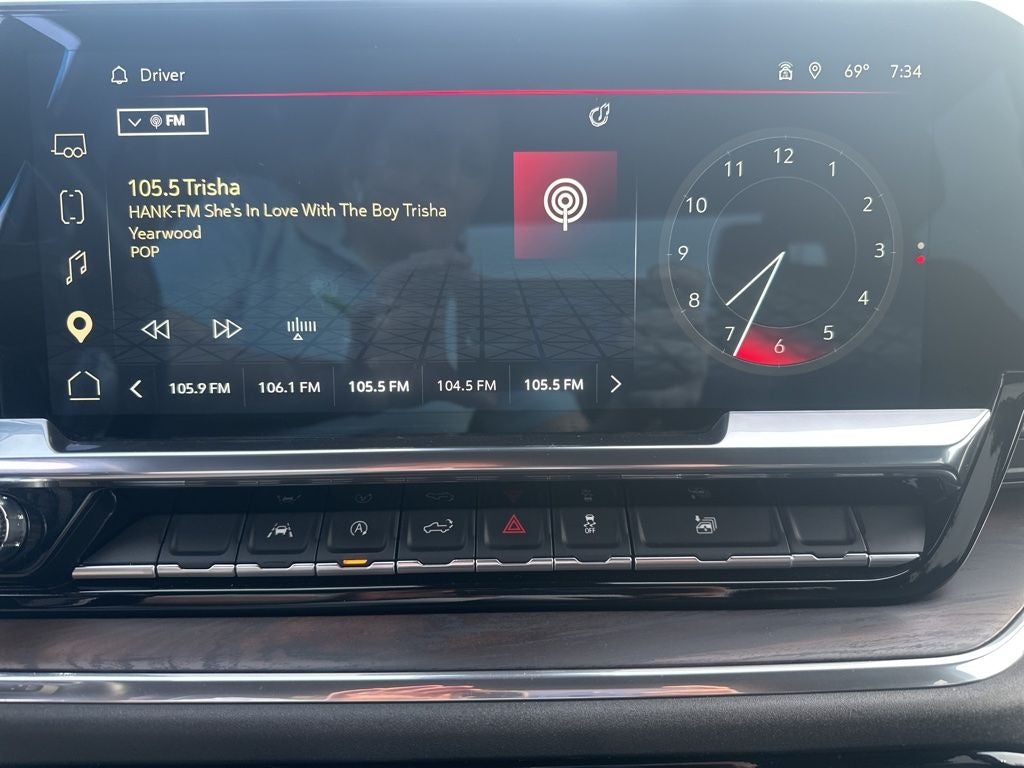 Driver
69° 7:34
FM
105.5 Trisha
HANK-FM She's In Love With The Boy Trisha
Yearwood
POP
105.9 FM 106.1 FM 105.5 FM 104.5 FM 105.5 FM
12
1
2
3
4
5
6
7
8
9
10
11
A
OFF